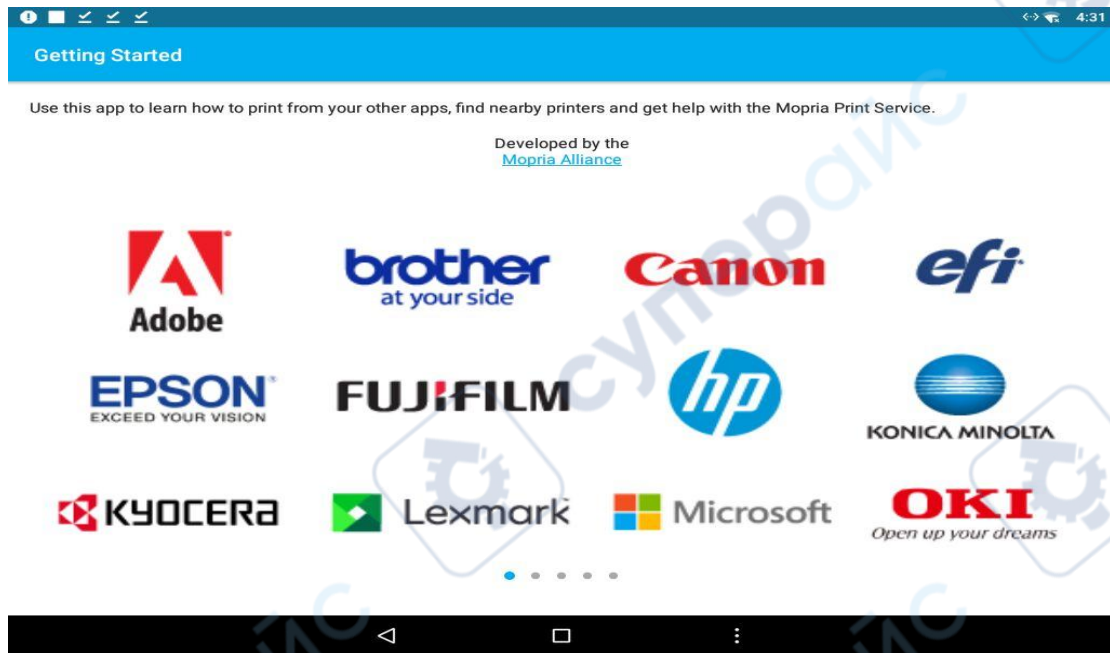 4:31
Getting Started
Use this app to learn how to print from your other apps, find nearby printers and get help with the Mopria Print Service.
Developed by the
Mopria Alliance
Adobe
brother
at your side
Canon
efi
EPSON
EXCEED YOUR VISION
FUJIFILM
hp
KONICA MINOLTA
KYOCERA
Lexmark
Microsoft
OKI
Open up your dreams
суперайс